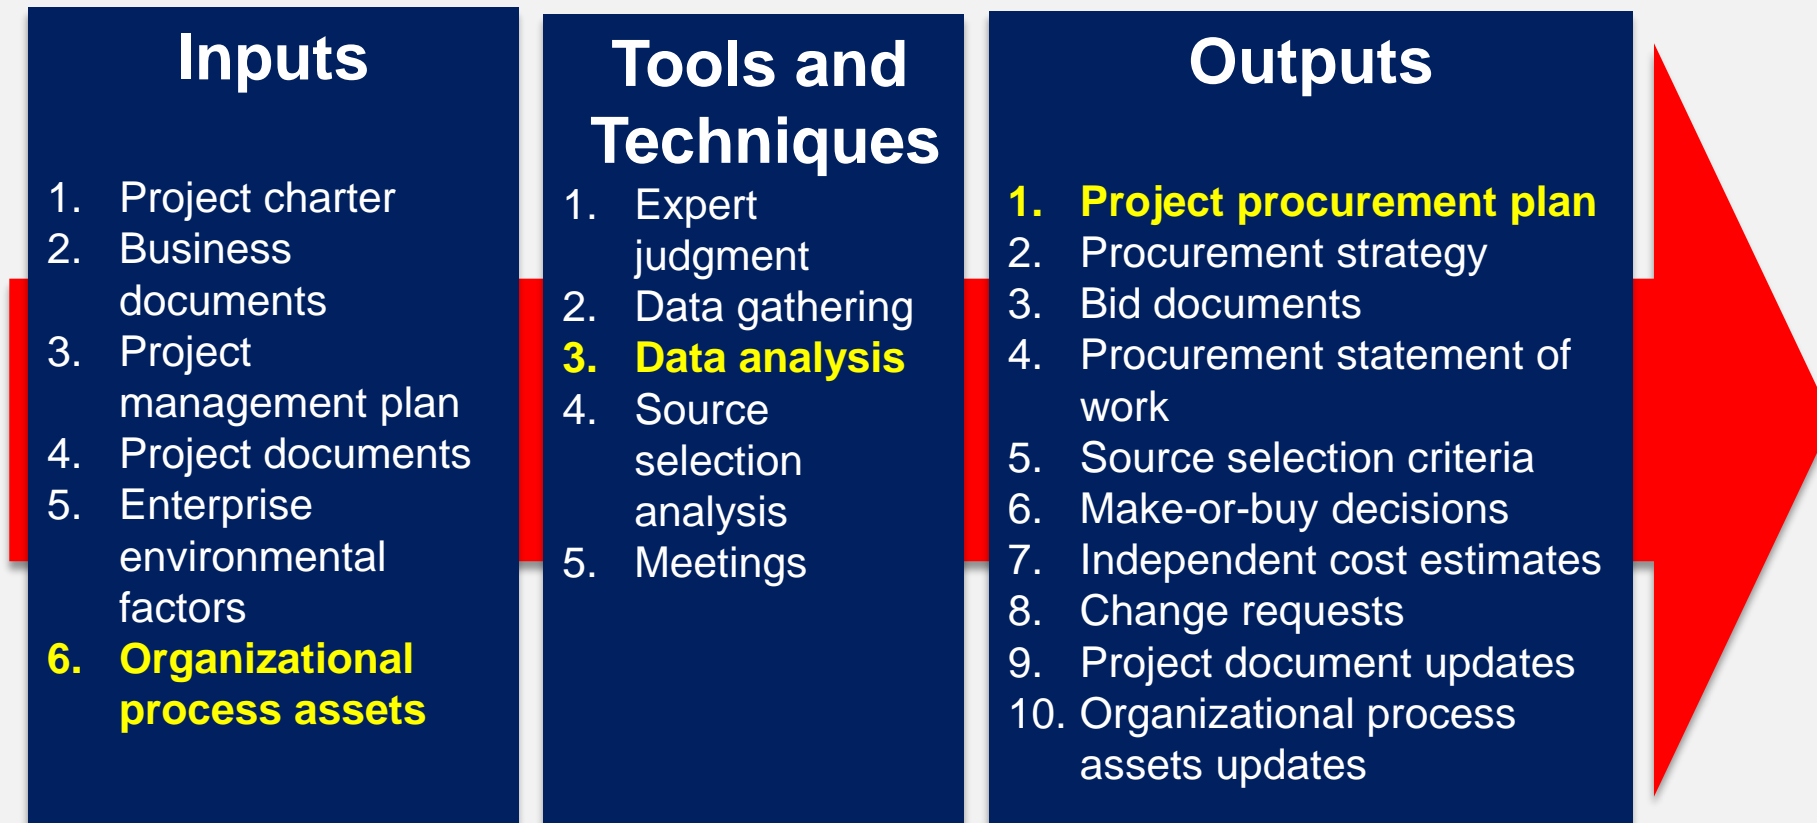 Inputs
1. Project charter
2. Business
documents
3. Project
management plan
4. Project documents
5. Enterprise
environmental
factors
6. Organizational
process assets
Tools and
Techniques
1. Expert
judgment
2. Data gathering
3. Data analysis
4. Source
selection
analysis
5. Meetings
Outputs
1. Project procurement plan
2. Procurement strategy
3. Bid documents
4. Procurement statement of
work
5. Source selection criteria
6. Make-or-buy decisions
7. Independent cost estimates
8. Change requests
9. Project document updates
10. Organizational process
assets updates